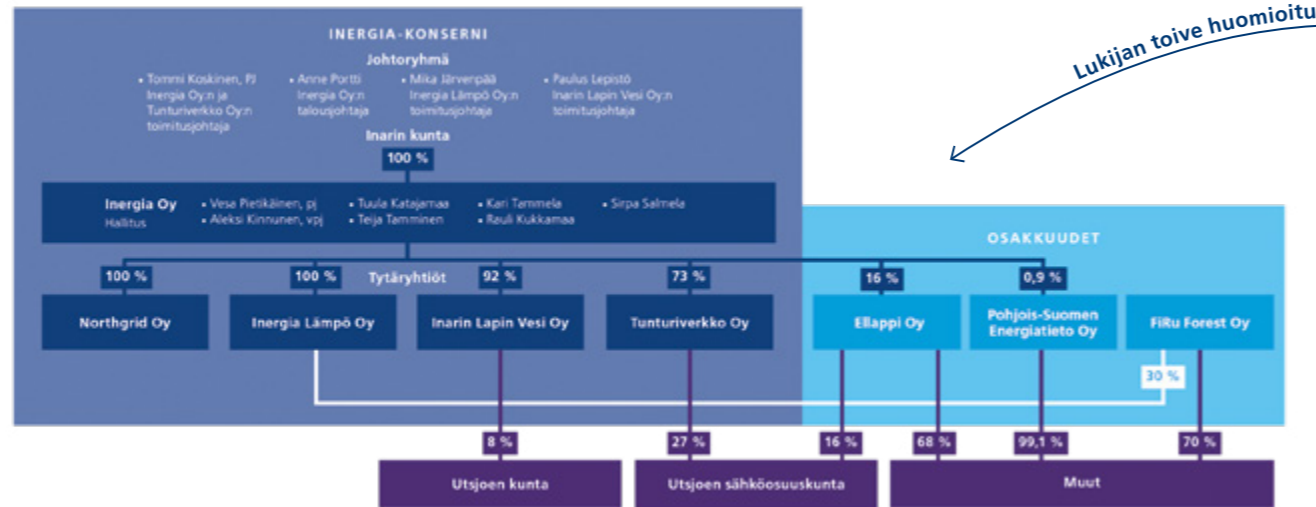 Lukijan toive huomioitu
INERGIA-KONSERNI
Johtoryhmä
• Tommi Koskinen, PJ
Inergia Oy:n ja
Tunturiverkko Oy:n
toimitusjohtaja
• Anne Portti
Inergia Oy:n
talousjohtaja
• Mika Järvenpää
Inergia Lämpö Oy:n
toimitusjohtaja
• Paulus Lepistö
Inarin Lapin Vesi Oy:n
toimitusjohtaja
Inarin kunta
100 %
Inergia Oy
Hallitus
• Vesa Pietikäinen, pj
• Aleksi Kinnunen, vpj
• Tuula Katajamaa
• Teija Tamminen
• Kari Tammela
• Rauli Kukkamaa
• Sirpa Salmela
OSAKKUUDET
100 %
100 %
Tytäryhtiöt
92 %
73 %
16 %
0,9 %
Northgrid Oy
Inergia Lämpö Oy
Inarin Lapin Vesi Oy
Tunturiverkko Oy
Ellappi Oy
Pohjois-Suomen
Energiatieto Oy
FiRu Forest Oy
30 %
8 %
27 %
16 %
68 %
99,1 %
70 %
Utsjoen kunta
Utsjoen sähköosuuskunta
Muut